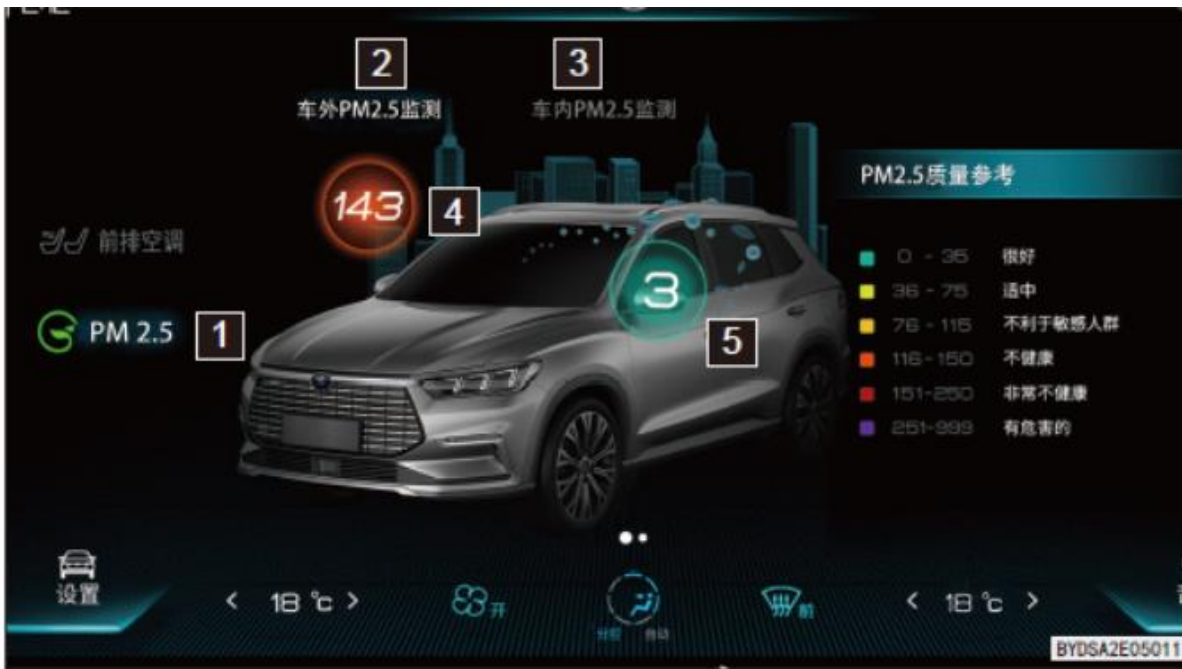 2
3
车外PM2.5监测
车内PM2.5监测
PM2.5质量参考
143
4
前排空调
0 - 35 很好
3
36 - 75 适中
PM 2.5
1
76 - 115 不利于敏感人群
5
116-150 不健康
151-250 非常不健康
251-999 有危害的
设置
< 18 °c >
开
分控 自动
前
< 18 °c >
BYDSA2E05011